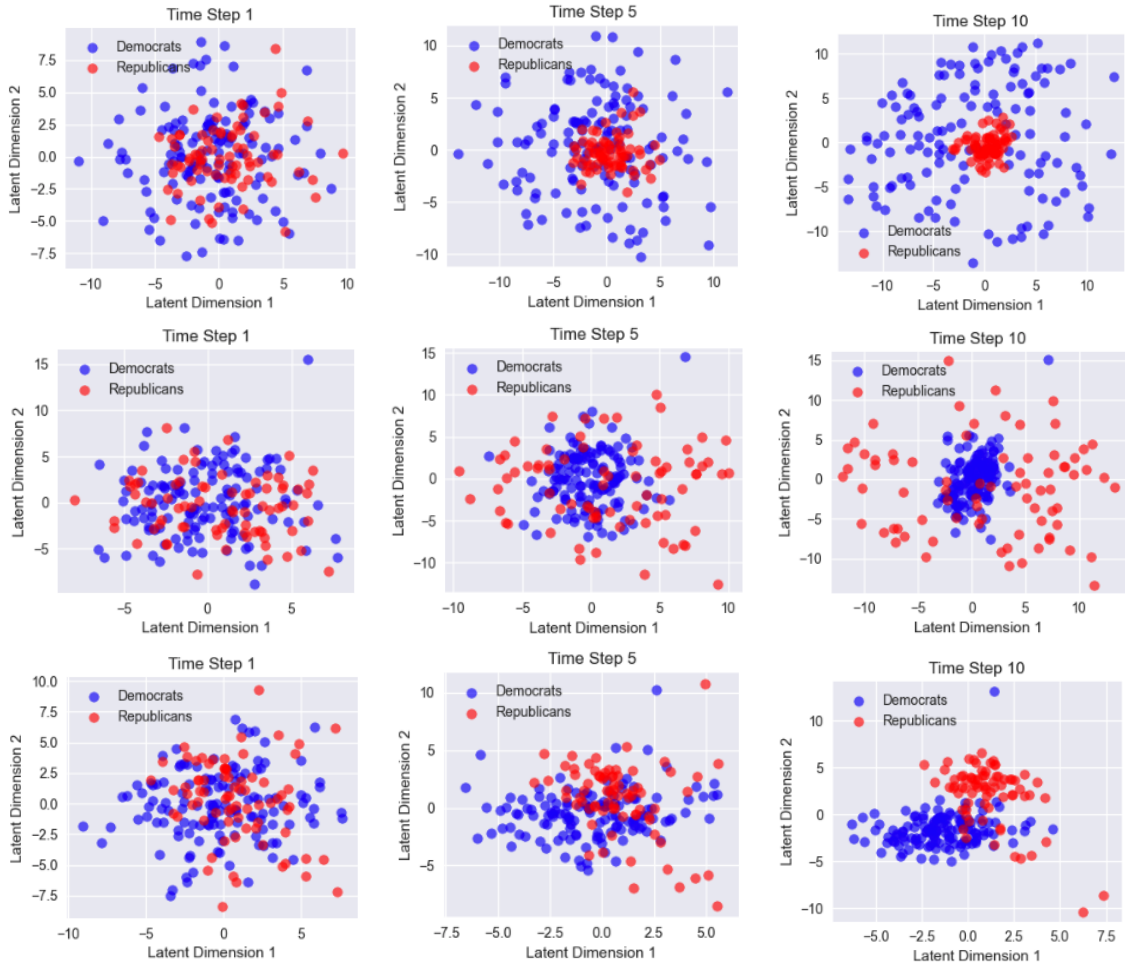 Time Step 1
Latent Dimension 2
7.5
5.0
2.5
0.0
−2.5
−5.0
−7.5
Democrats
Republicans
−10 −5 0 5 10
Latent Dimension 1
Time Step 5
Latent Dimension 2
10
5
0
−5
−10
Democrats
Republicans
−10 −5 0 5 10
Latent Dimension 1
Time Step 10
Latent Dimension 2
10
5
0
−5
−10
Democrats
Republicans
−10 −5 0 5 10
Latent Dimension 1
Time Step 1
Latent Dimension 2
15
10
5
0
−5
Democrats
Republicans
−5 0 5
Latent Dimension 1
Time Step 5
Latent Dimension 2
15
10
5
0
−5
−10
Democrats
Republicans
−10 −5 0 5 10
Latent Dimension 1
Time Step 10
Latent Dimension 2
15
10
5
0
−5
−10
Democrats
Republicans
−10 −5 0 5 10
Latent Dimension 1
Time Step 1
Latent Dimension 2
10.0
7.5
5.0
2.5
0.0
−2.5
−5.0
−7.5
Democrats
Republicans
−10 −5 0 5
Latent Dimension 1
Time Step 5
Latent Dimension 2
10
5
0
−5
Democrats
Republicans
−7.5 −5.0 −2.5 0.0 2.5 5.0
Latent Dimension 1
Time Step 10
Latent Dimension 2
10
5
0
−5
−10
Democrats
Republicans
−5.0 −2.5 0.0 2.5 5.0 7.5
Latent Dimension 1